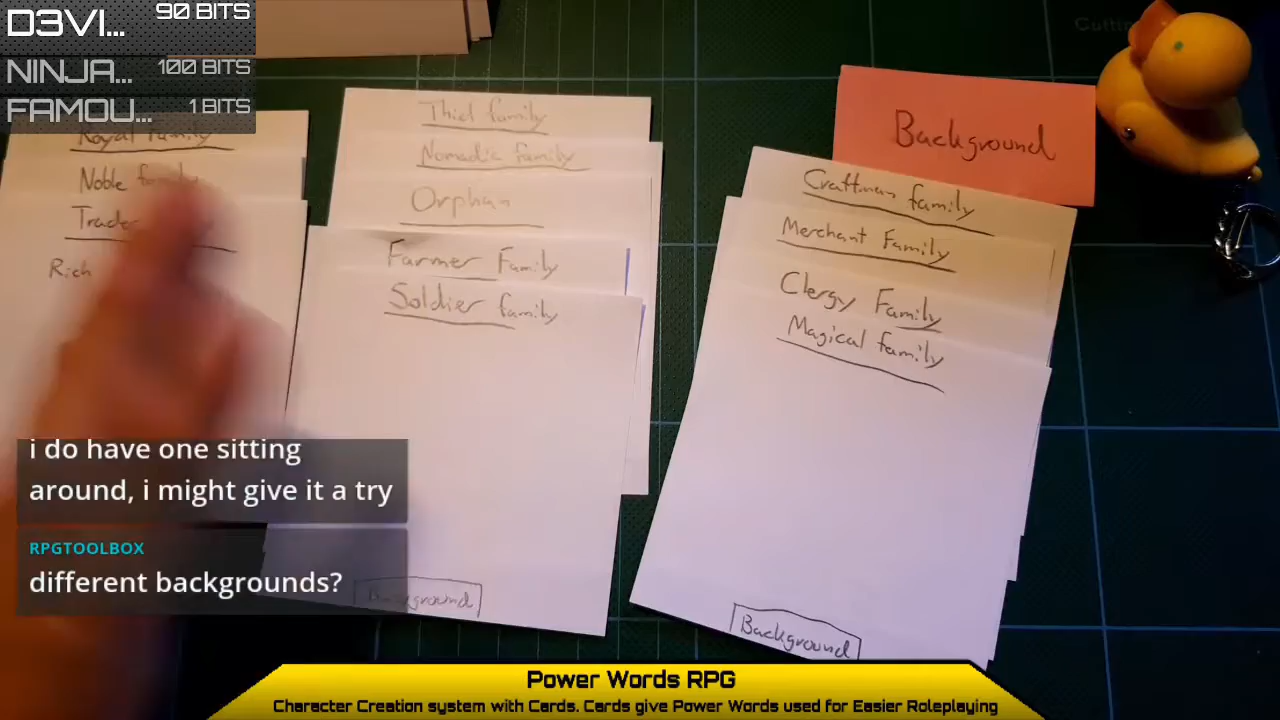 D3VI... 90 BITS
NINJA... 100 BITS
FAMOU... 1 BITS
Royal family
Noble family
Trader
Rich
Thief family
Nomadic family
Orphan
Farmer Family
Soldier family
Background
Background
Craftman family
Merchant Family
Clergy Family
Magical family
Background
i do have one sitting
around, i might give it a try
RPGTOOLBOX
different backgrounds?
Power Words RPG
Character Creation system with Cards. Cards give Power Words used for Easier Roleplaying